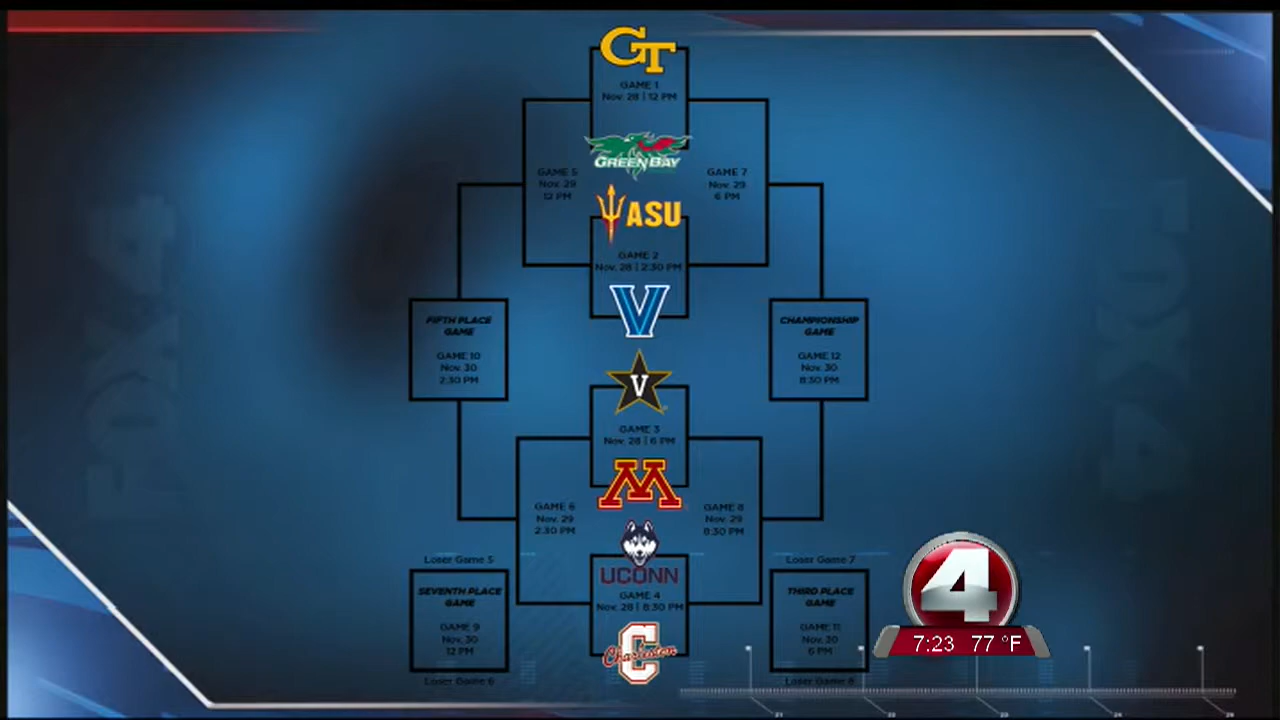 GT
GAME 1
Nov. 28 | 12 PM
GREEN BAY
GAME 5
Nov. 29
12 PM
GAME 7
Nov. 29
6 PM
ASU
GAME 2
Nov. 28 | 2:30 PM
V
FIFTH PLACE
GAME
GAME 10
Nov. 30
2:30 PM
CHAMPIONSHIP
GAME
GAME 12
Nov. 30
8:30 PM
V
GAME 3
Nov. 28 | 6 PM
M
GAME 6
Nov. 29
2:30 PM
GAME 8
Nov. 29
8:30 PM
UCONN
GAME 4
Nov. 28 | 8:30 PM
C
Charleston
Loser Game 5
SEVENTH PLACE
GAME
GAME 9
Nov. 30
12 PM
Loser Game 6
Loser Game 7
THIRD PLACE
GAME
GAME 11
Nov. 30
6 PM
Loser Game 8
4
7:23 77 °F
FOX 4
FOX 4